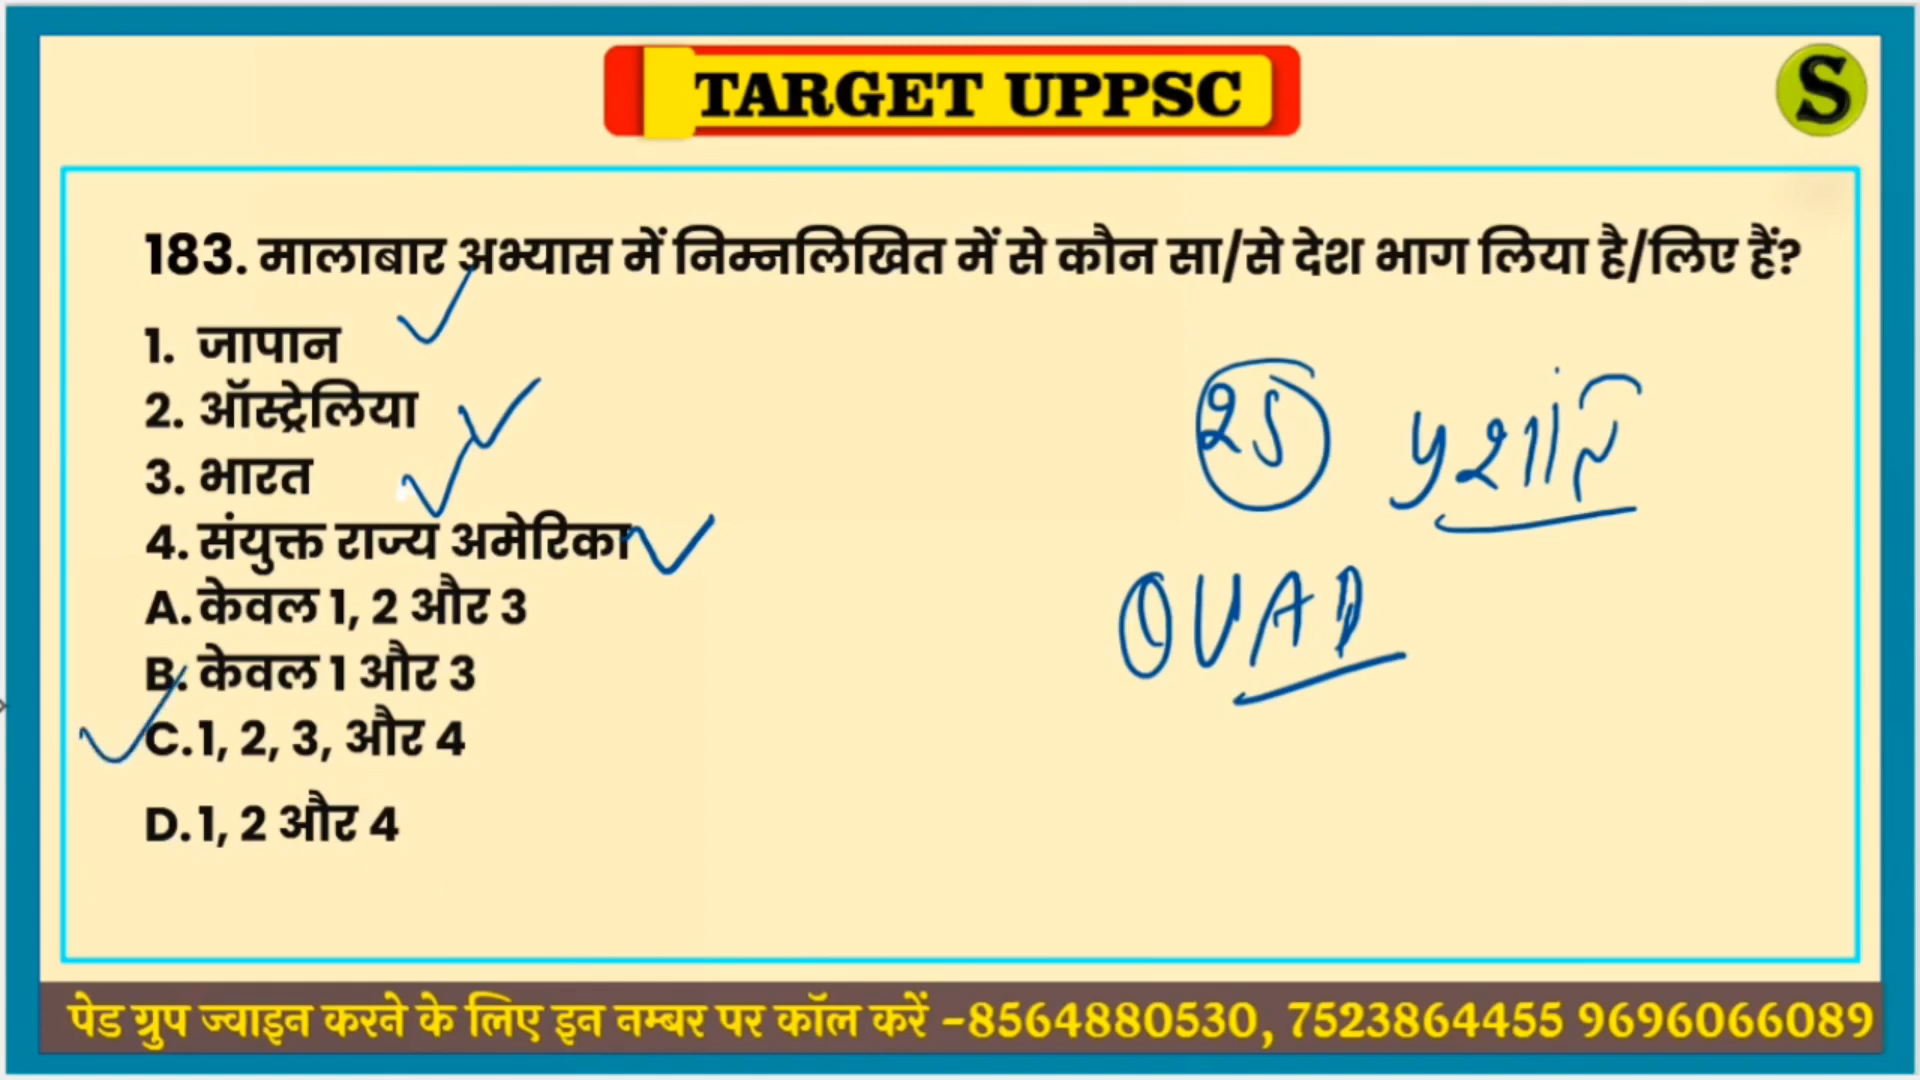 TARGET UPPSC
S
183. मालाबार अभ्यास में निम्नलिखित में से कौन सा/से देश भाग लिया है/लिए हैं?
1. जापान
2. ऑस्ट्रेलिया
3. भारत
4. संयुक्त राज्य अमेरिका
A. केवल 1, 2 और 3
B. केवल 1 और 3
C. 1, 2, 3, और 4
D. 1, 2 और 4
QUAD
पेड ग्रुप ज्वाइन करने के लिए इन नम्बर पर कॉल करें -8564880530, 7523864455 9696066089